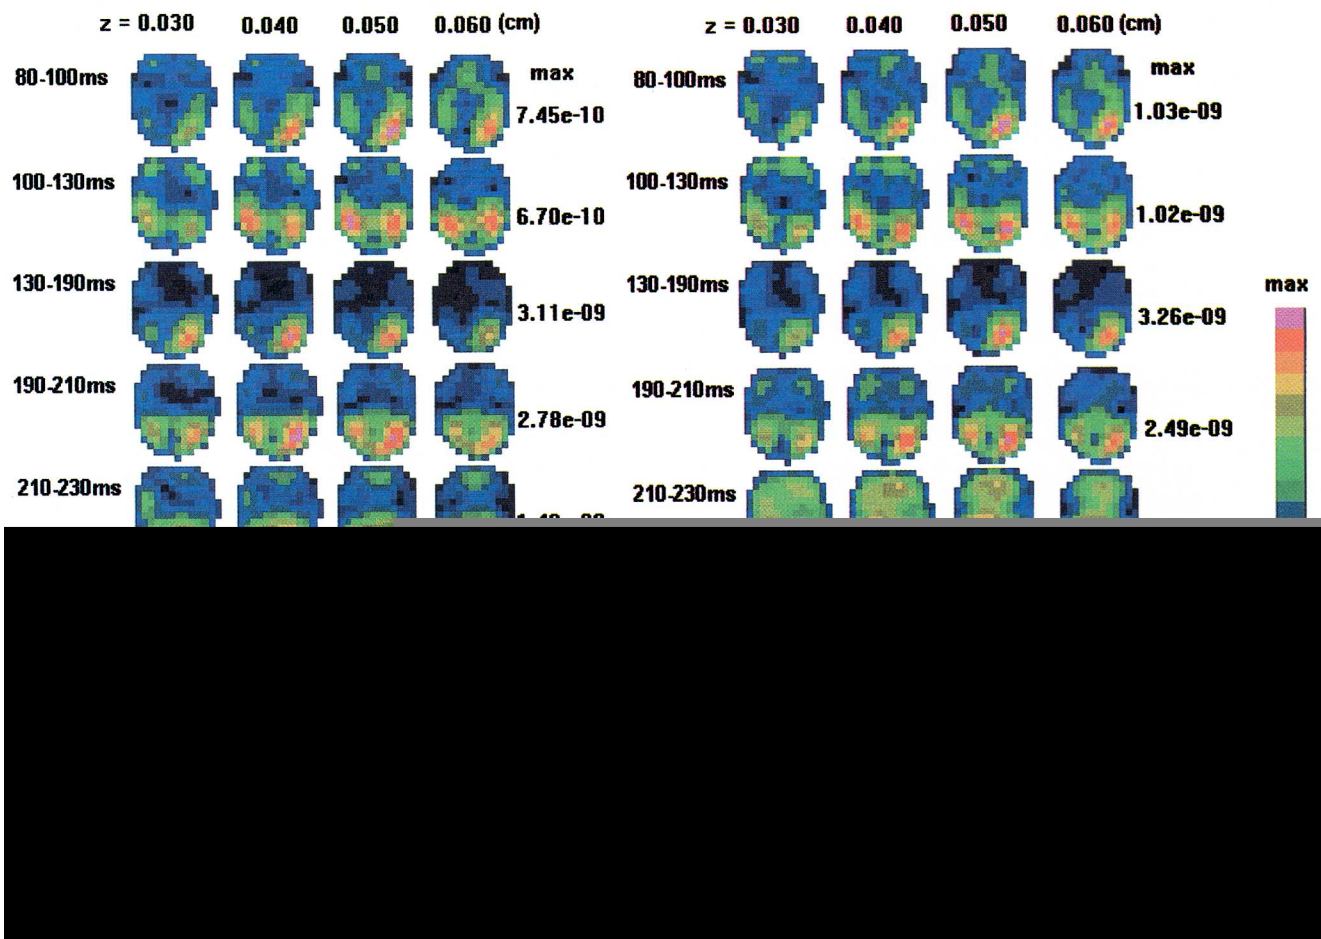 z = 0.030 0.040 0.050 0.060 (cm)
80-100ms max
7.45e-10
100-130ms
6.70e-10
130-190ms
3.11e-09
190-210ms
2.78e-09
210-230ms
z = 0.030 0.040 0.050 0.060 (cm)
80-100ms max
1.03e-09
100-130ms
1.02e-09
130-190ms
3.26e-09
190-210ms
2.49e-09
210-230ms
max